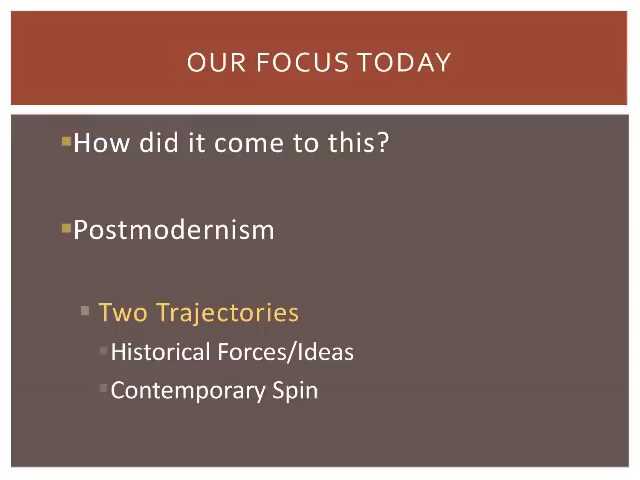 OUR FOCUS TODAY
How did it come to this?
Postmodernism
Two Trajectories
Historical Forces/Ideas
Contemporary Spin